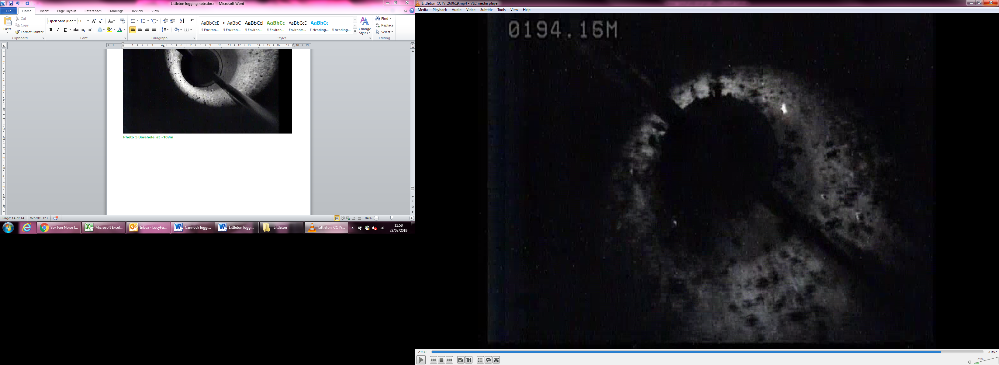 Littleton logging note.docx - Microsoft Word
File Home Insert Page Layout References Mailings Review View
Paste
Cut
Copy
Format Painter
Clipboard
Open Sans (Boc 11
Font
Paragraph
AaBbCcE AaBbC AaBbCc AaBbCc AaBbCcE AaBbCc
¶ Environ... ¶ Environ... ¶ Environ... ¶ Environ... Environm... ¶ Heading... ¶ heading...
Styles
Change
Styles
Find
Replace
Select
Editing
Photo 5 Borehole at ~169m
Page: 14 of 14 Words: 323
84%
Box Fan Noise f...
Microsoft Excel...
Inbox - LucyFu...
Cannock loggi...
Littleton loggi...
Littleton
Littleton_CCTV...
11:58
23/07/2019
Littleton_CCTV_260619.mp4 - VLC media player
Media Playback Audio Video Subtitle Tools View Help
0194.15M
29:30
31:57
25%